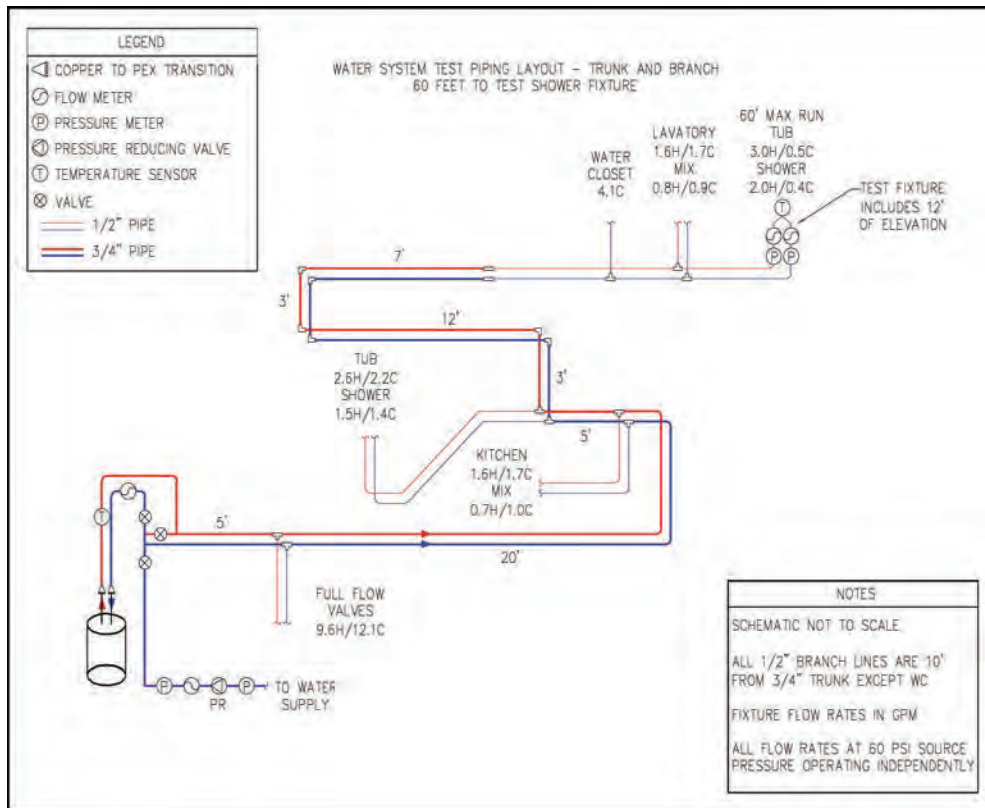 LEGEND
COPPER TO PEX TRANSITION
FLOW METER
P PRESSURE METER
PRESSURE REDUCING VALVE
T TEMPERATURE SENSOR
VALVE
1/2" PIPE
3/4" PIPE
WATER SYSTEM TEST PIPING LAYOUT - TRUNK AND BRANCH
60 FEET TO TEST SHOWER FIXTURE
WATER
CLOSET
4.1C
LAVATORY
1.6H/1.7C
MIX
0.8H/0.9C
60' MAX RUN
TUB
3.0H/0.5C
SHOWER
2.0H/0.4C
T
P P
TEST FIXTURE
INCLUDES 12'
OF ELEVATION
7'
3'
12'
3'
TUB
2.6H/2.2C
SHOWER
1.5H/1.4C
5'
KITCHEN
1.6H/1.7C
MIX
0.7H/1.0C
T
5'
20'
FULL FLOW
VALVES
9.6H/12.1C
P
P
PR
TO WATER
SUPPLY
NOTES
SCHEMATIC NOT TO SCALE
ALL 1/2" BRANCH LINES ARE 10'
FROM 3/4" TRUNK EXCEPT WC
FIXTURE FLOW RATES IN GPM
ALL FLOW RATES AT 60 PSI SOURCE
PRESSURE OPERATING INDEPENDENTLY